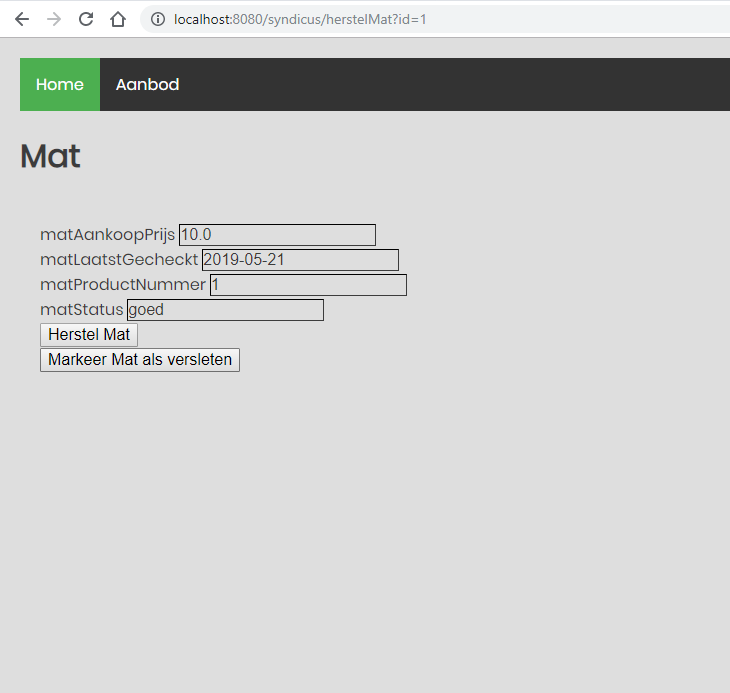 localhost:8080/syndicus/herstelMat?id=1
Home Aanbod
Mat
matAankoopPrijs 10.0
matLaatstGecheckt 2019-05-21
matProductNummer 1
matStatus goed
Herstel Mat
Markeer Mat als versleten